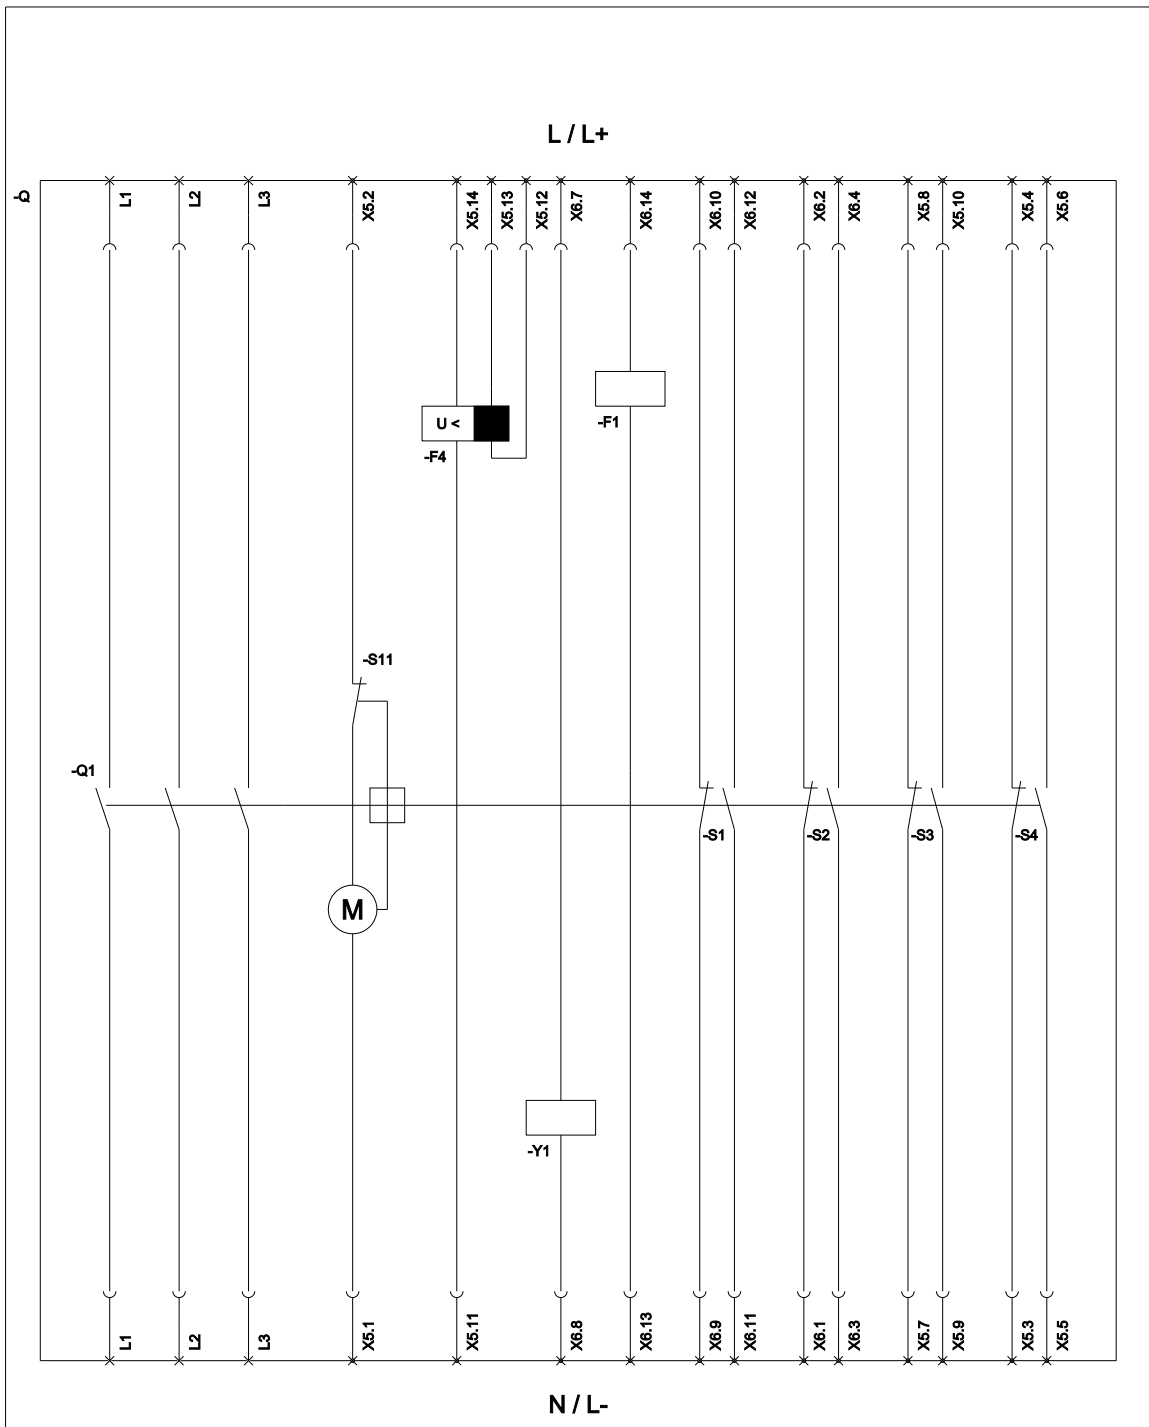 L / L+
-Q
L1
L2
L3
X5.2
X5.14
X5.13
X5.12
X6.7
X6.14
X6.10
X6.12
X6.2
X6.4
X5.8
X5.10
X5.4
X5.6
U <
-F4
-F1
-S11
-Q1
-S1
-S2
-S3
-S4
M
-Y1
L1
L2
L3
X5.1
X5.11
X6.8
X6.13
X6.9
X6.11
X6.1
X6.3
X5.7
X5.9
X5.3
X5.5
N / L-